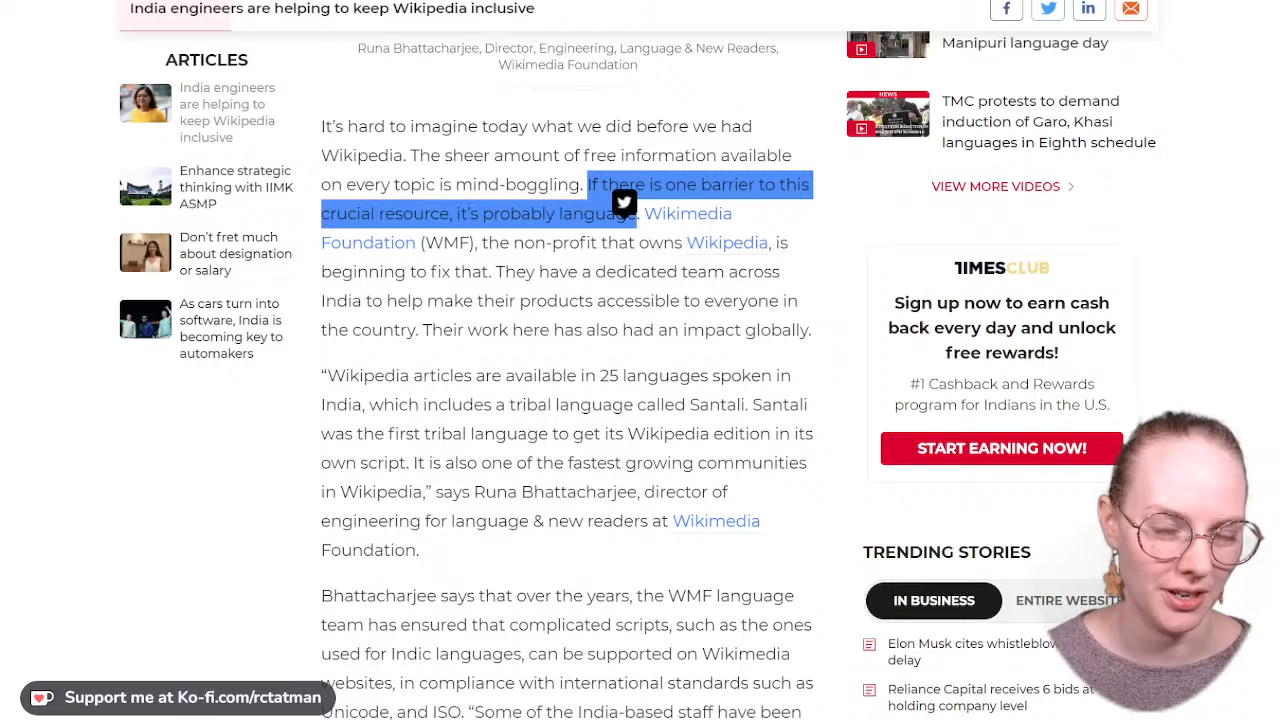 India engineers are helping to keep Wikipedia inclusive
ARTICLES
India engineers
are helping to
keep Wikipedia
inclusive
Enhance strategic
thinking with IIMK
ASMP
Don't fret much
about designation
or salary
As cars turn into
software, India is
becoming key to
automakers
Runa Bhattacharjee, Director, Engineering, Language & New Readers,
Wikimedia Foundation
It's hard to imagine today what we did before we had
Wikipedia. The sheer amount of free information available
on every topic is mind-boggling. If there is one barrier to this
crucial resource, it's probably language. Wikimedia
Foundation (WMF), the non-profit that owns Wikipedia, is
beginning to fix that. They have a dedicated team across
India to help make their products accessible to everyone in
the country. Their work here has also had an impact globally.
“Wikipedia articles are available in 25 languages spoken in
India, which includes a tribal language called Santali. Santali
was the first tribal language to get its Wikipedia edition in its
own script. It is also one of the fastest growing communities
in Wikipedia,” says Runa Bhattacharjee, director of
engineering for language & new readers at Wikimedia
Foundation.
Bhattacharjee says that over the years, the WMF language
team has ensured that complicated scripts, such as the ones
used for Indic languages, can be supported on Wikimedia
websites, in compliance with international standards such as
Unicode, and ISO. “Some of the India-based staff have been
Manipuri language day
NEWS
TMC protests to demand
induction of Garo, Khasi
languages in Eighth schedule
VIEW MORE VIDEOS
TIMESCLUB
Sign up now to earn cash
back every day and unlock
free rewards!
#1 Cashback and Rewards
program for Indians in the U.S.
START EARNING NOW!
TRENDING STORIES
IN BUSINESS
ENTIRE WEBSITE
Elon Musk cites
delay
Reliance Capital receives 6 bids at
holding company level
Support me at Ko-fi.com/rctatman